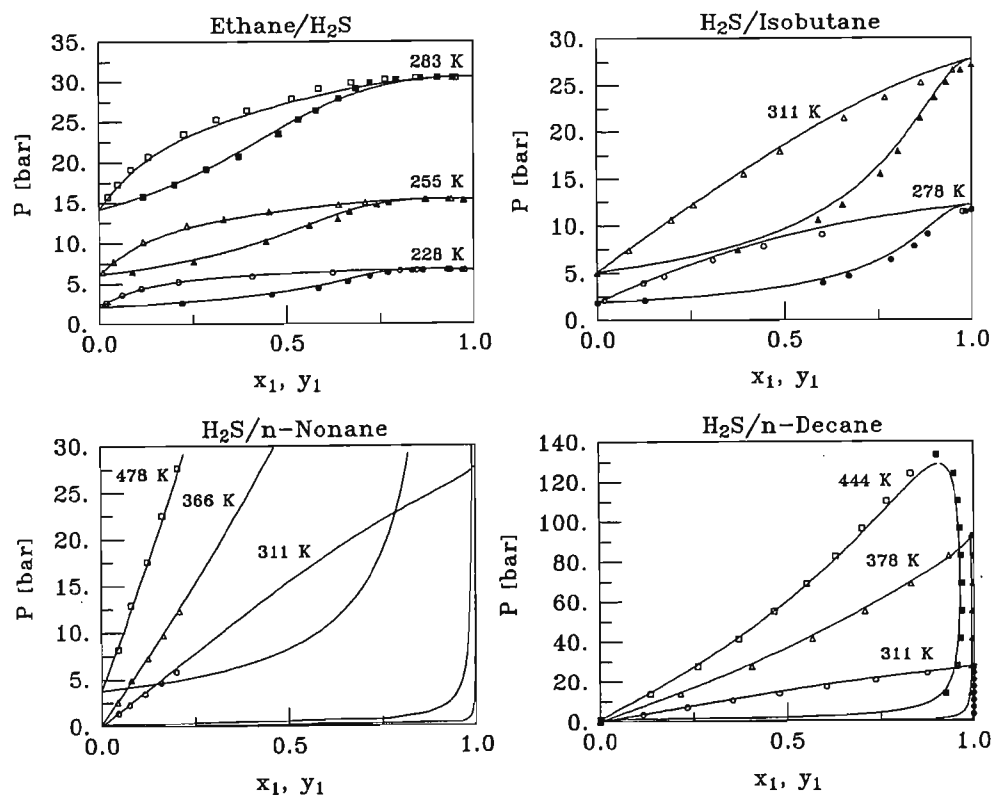 Ethane/H₂S
35.
30.
25.
20.
15.
10.
5.
0.
P [bar]
283 K
255 K
228 K
0.0 0.5 1.0
x₁, y₁
H₂S/Isobutane
30.
25.
20.
15.
10.
5.
0.
P [bar]
311 K
278 K
0.0 0.5 1.0
x₁, y₁
H₂S/n-Nonane
30.
25.
20.
15.
10.
5.
0.
P [bar]
478 K
366 K
311 K
0.0 0.5 1.0
x₁, y₁
H₂S/n-Decane
140.
120.
100.
80.
60.
40.
20.
0.
P [bar]
444 K
378 K
311 K
0.0 0.5 1.0
x₁, y₁